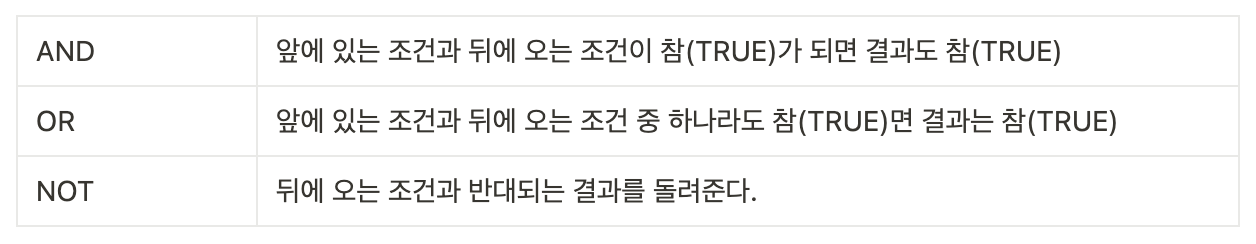 AND 앞에 있는 조건과 뒤에 오는 조건이 참(TRUE)가 되면 결과도 참(TRUE)
OR 앞에 있는 조건과 뒤에 오는 조건 중 하나라도 참(TRUE)면 결과는 참(TRUE)
NOT 뒤에 오는 조건과 반대되는 결과를 돌려준다.